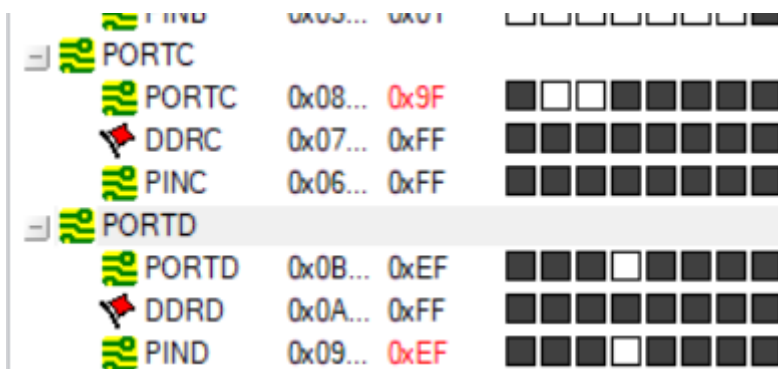 PORTC
PORTC 0x08... 0x9F
DDRC 0x07... 0xFF
PINC 0x06... 0xFF
PORTD
PORTD 0x0B... 0xEF
DDRD 0x0A... 0xFF
PIND 0x09... 0xEF